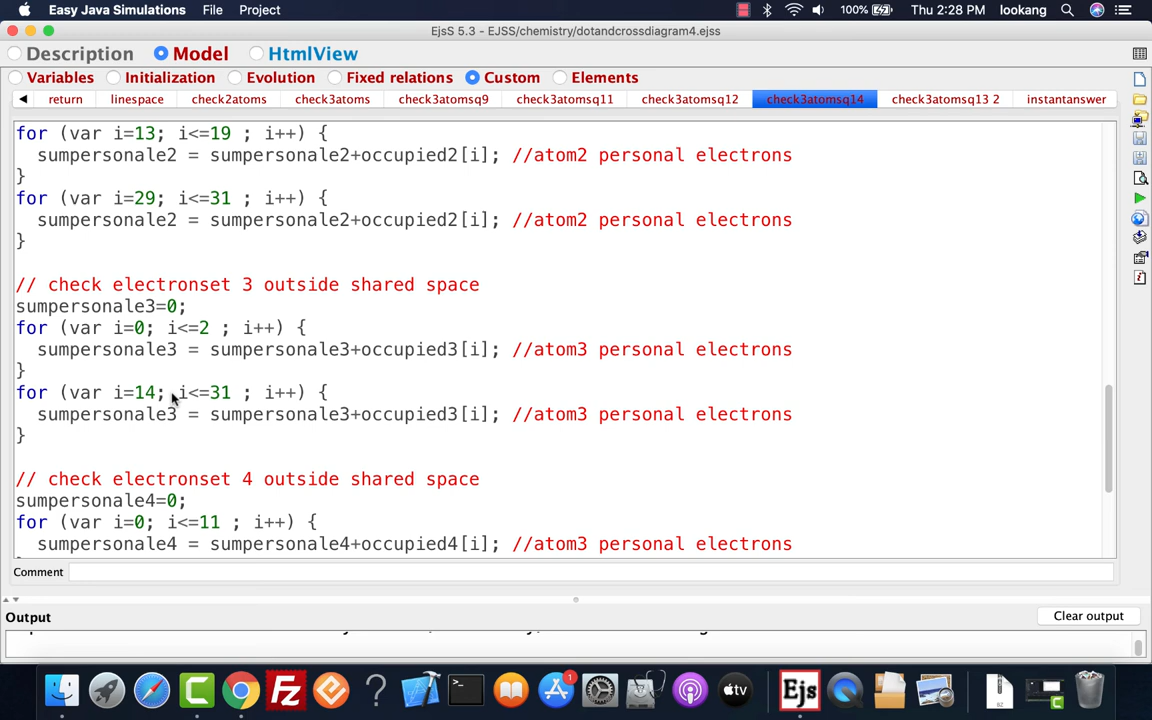 Easy Java Simulations File Project 100% Thu 2:28 PM lookang
EjsS 5.3 - EJSS/chemistry/dotandcrossdiagram4.ejss
Description Model HtmlView
Variables Initialization Evolution Fixed relations Custom Elements
return linespace check2atoms check3atoms check3atomsq9 check3atomsq11 check3atomsq12 check3atomsq14 check3atomsq13 2 instantanswer
for (var i=13; i<=19 ; i++) {
sumpersonale2 = sumpersonale2+occupied2[i]; //atom2 personal electrons
}
for (var i=29; i<=31 ; i++) {
sumpersonale2 = sumpersonale2+occupied2[i]; //atom2 personal electrons
}
// check electronset 3 outside shared space
sumpersonale3=0;
for (var i=0; i<=2 ; i++) {
sumpersonale3 = sumpersonale3+occupied3[i]; //atom3 personal electrons
}
for (var i=14; i<=31 ; i++) {
sumpersonale3 = sumpersonale3+occupied3[i]; //atom3 personal electrons
}
// check electronset 4 outside shared space
sumpersonale4=0;
for (var i=0; i<=11 ; i++) {
sumpersonale4 = sumpersonale4+occupied4[i]; //atom3 personal electrons
Comment
Output
Clear output
Fz ? >_ 1 tv Ejs BZ